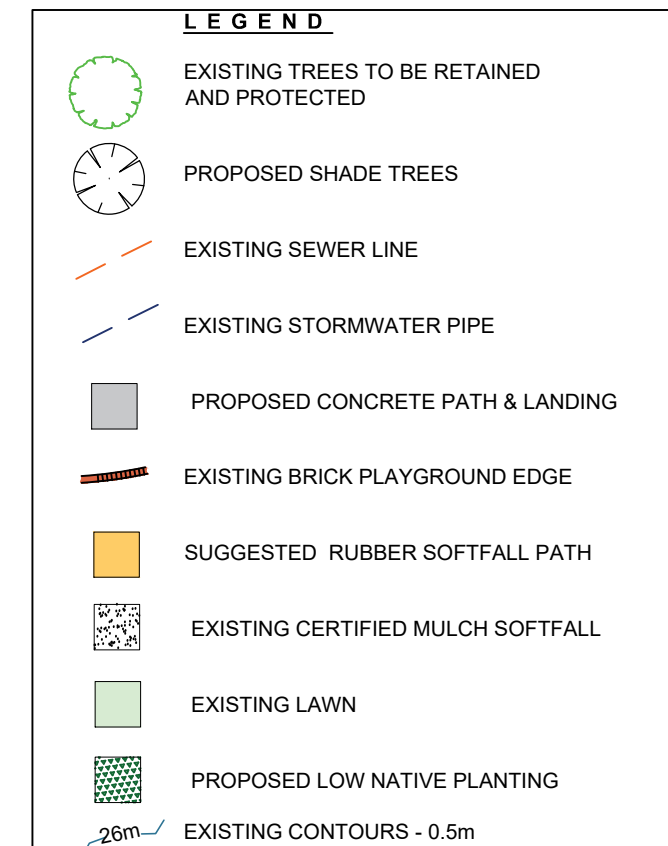 LEGEND
EXISTING TREES TO BE RETAINED
AND PROTECTED
PROPOSED SHADE TREES
EXISTING SEWER LINE
EXISTING STORMWATER PIPE
PROPOSED CONCRETE PATH & LANDING
EXISTING BRICK PLAYGROUND EDGE
SUGGESTED RUBBER SOFTFALL PATH
EXISTING CERTIFIED MULCH SOFTFALL
EXISTING LAWN
PROPOSED LOW NATIVE PLANTING
26m EXISTING CONTOURS - 0.5m